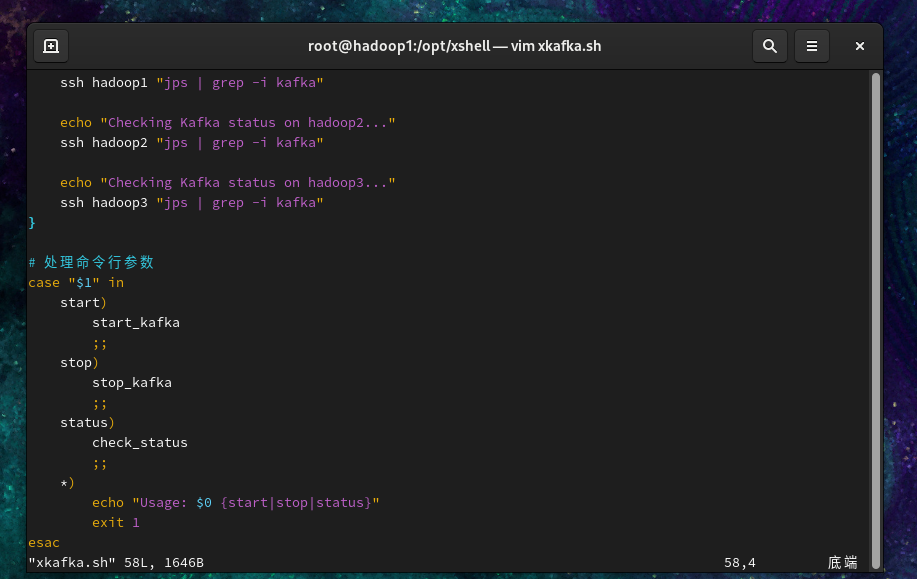 root@hadoop1:/opt/xshell — vim xkafka.sh
    ssh hadoop1 "jps | grep -i kafka"

    echo "Checking Kafka status on hadoop2..."
    ssh hadoop2 "jps | grep -i kafka"

    echo "Checking Kafka status on hadoop3..."
    ssh hadoop3 "jps | grep -i kafka"
}

# 处理命令行参数
case "$1" in
    start)
        start_kafka
        ;;
    stop)
        stop_kafka
        ;;
    status)
        check_status
        ;;
    *)
        echo "Usage: $0 {start|stop|status}"
        exit 1
esac
"xkafka.sh" 58L, 1646B 58,4 底端